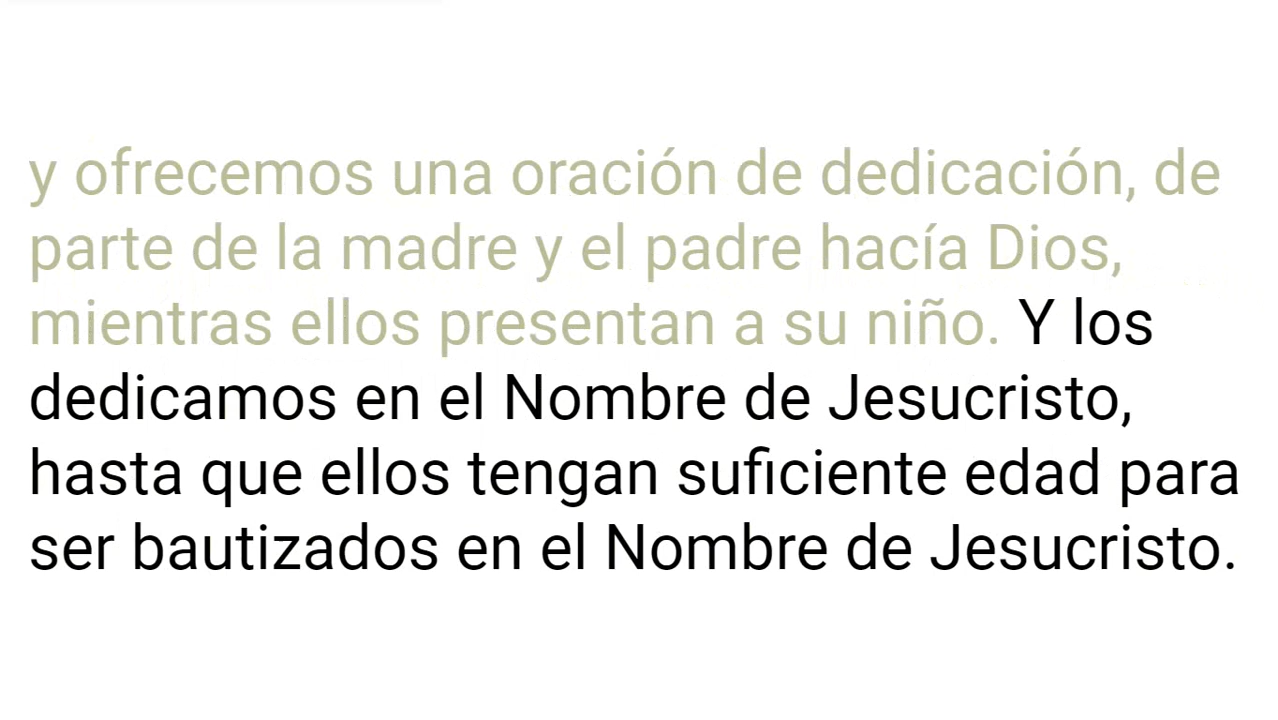 y ofrecemos una oración de dedicación, de
parte de la madre y el padre hacía Dios,
mientras ellos presentan a su niño. Y los
dedicamos en el Nombre de Jesucristo,
hasta que ellos tengan suficiente edad para
ser bautizados en el Nombre de Jesucristo.